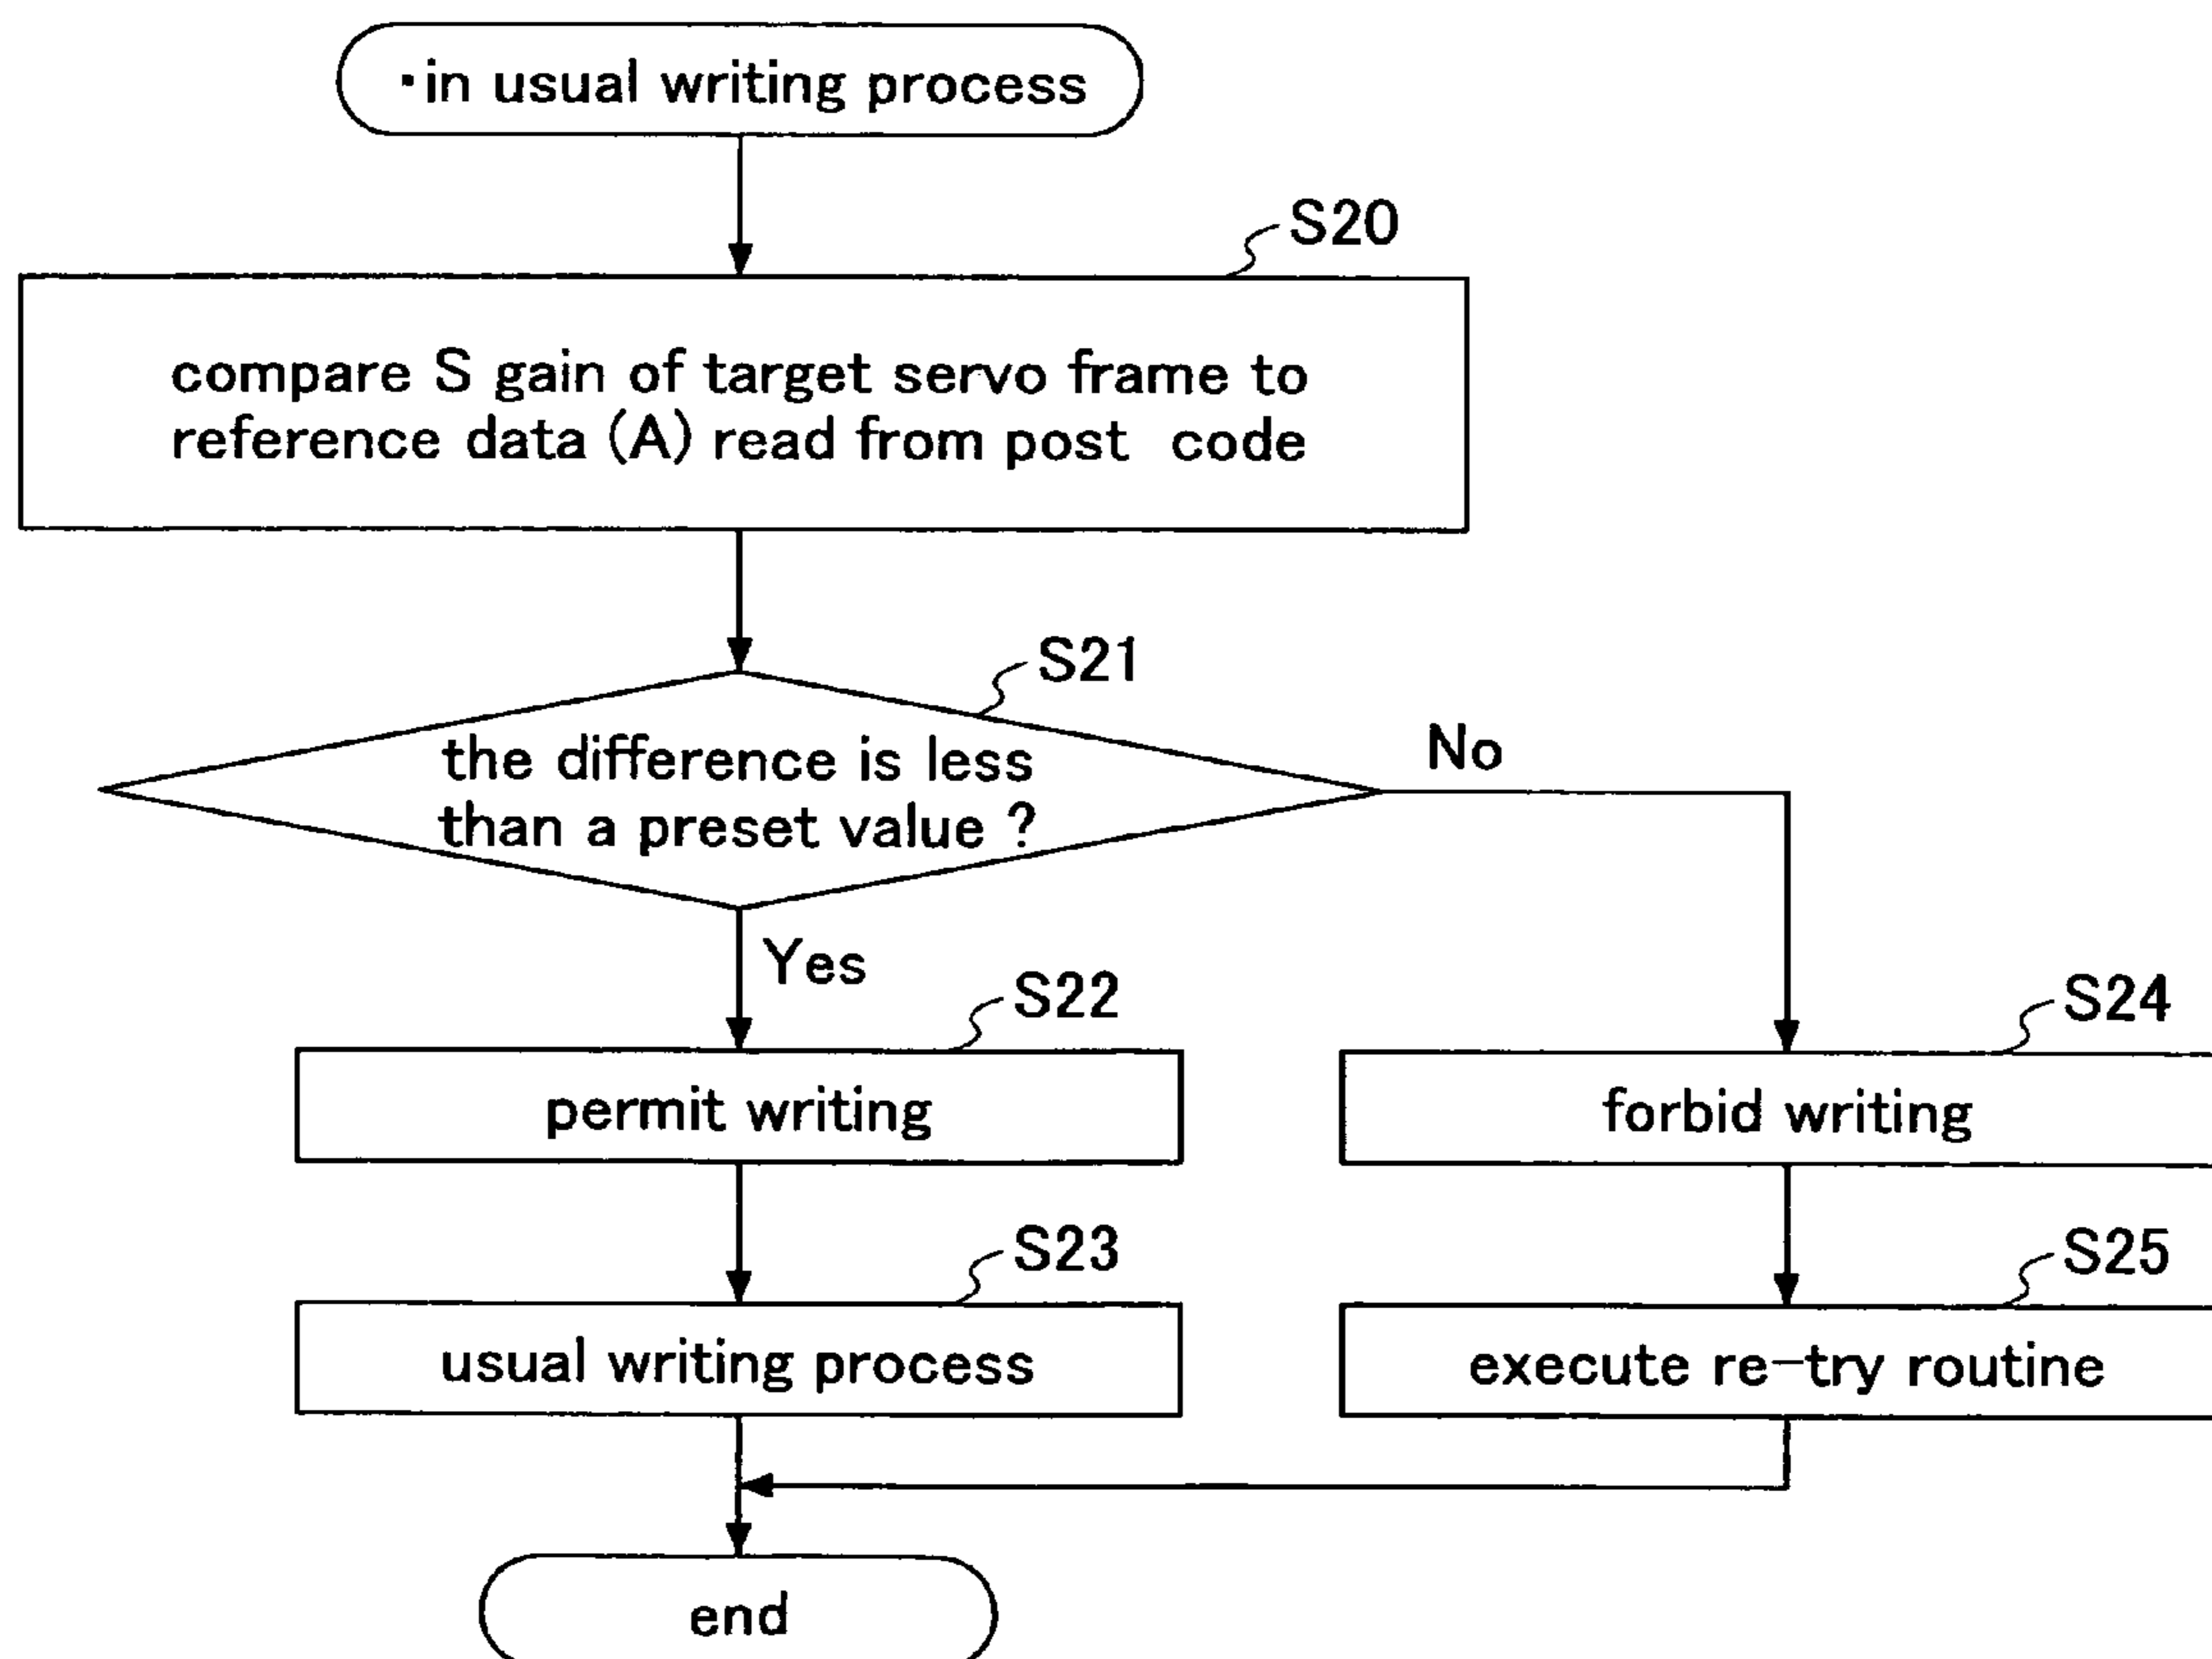 ・in usual writing process
S20
compare S gain of target servo frame to
reference data (A) read from post code
S21
the difference is less
than a preset value ?
No
Yes
S22
permit writing
S24
forbid writing
S23
usual writing process
S25
execute re-try routine
end